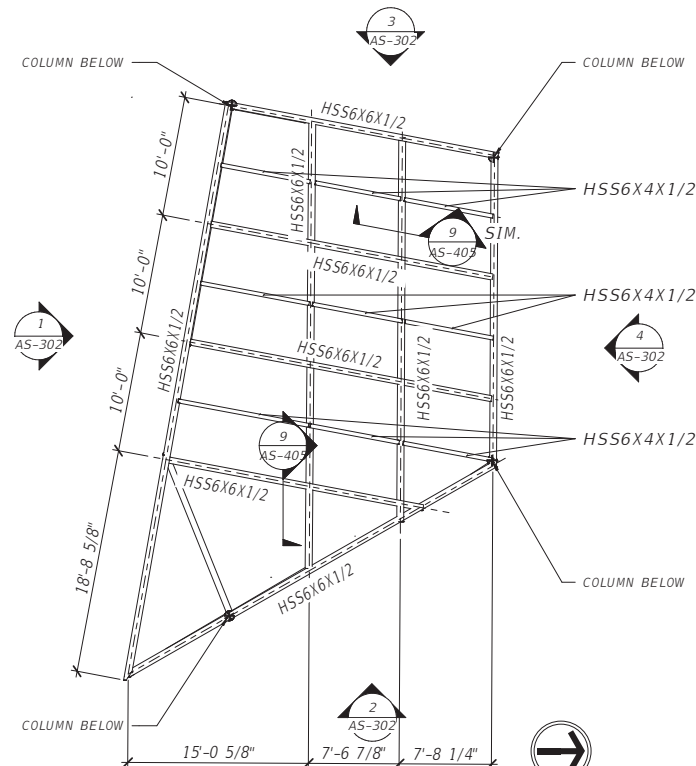 3
AS-302
COLUMN BELOW
COLUMN BELOW
HSS6X6X1/2
10'-0"
HSS6X6X1/2
HSS6X4X1/2
9
AS-405
SIM.
10'-0"
HSS6X6X1/2
HSS6X4X1/2
1
AS-302
HSS6X6X1/2
HSS6X6X1/2
HSS6X6X1/2
HSS6X6X1/2
4
AS-302
10'-0"
9
AS-405
HSS6X4X1/2
HSS6X6X1/2
18'-8 5/8"
HSS6X6X1/2
COLUMN BELOW
COLUMN BELOW
2
AS-302
15'-0 5/8"
7'-6 7/8"
7'-8 1/4"